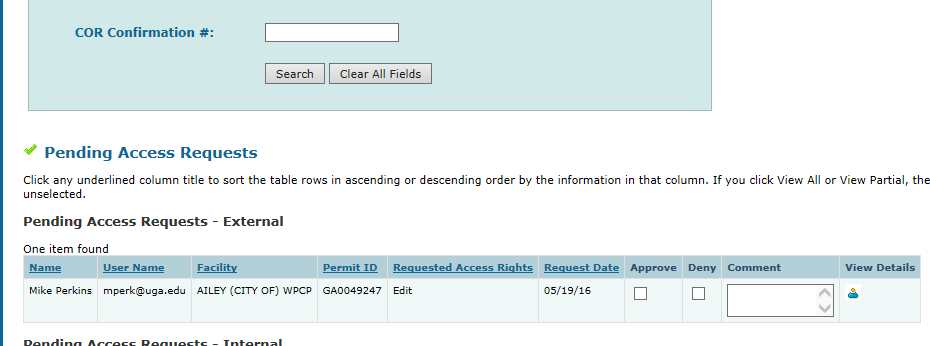 COR Confirmation #:
Search Clear All Fields
Pending Access Requests
Click any underlined column title to sort the table rows in ascending or descending order by the information in that column. If you click View All or View Partial, the
unselected.
Pending Access Requests - External
One item found
Name User Name Facility Permit ID Requested Access Rights Request Date Approve Deny Comment View Details
Mike Perkins mperk@uga.edu AILEY (CITY OF) WPCP GA0049247 Edit 05/19/16
Pending Access Requests - Internal